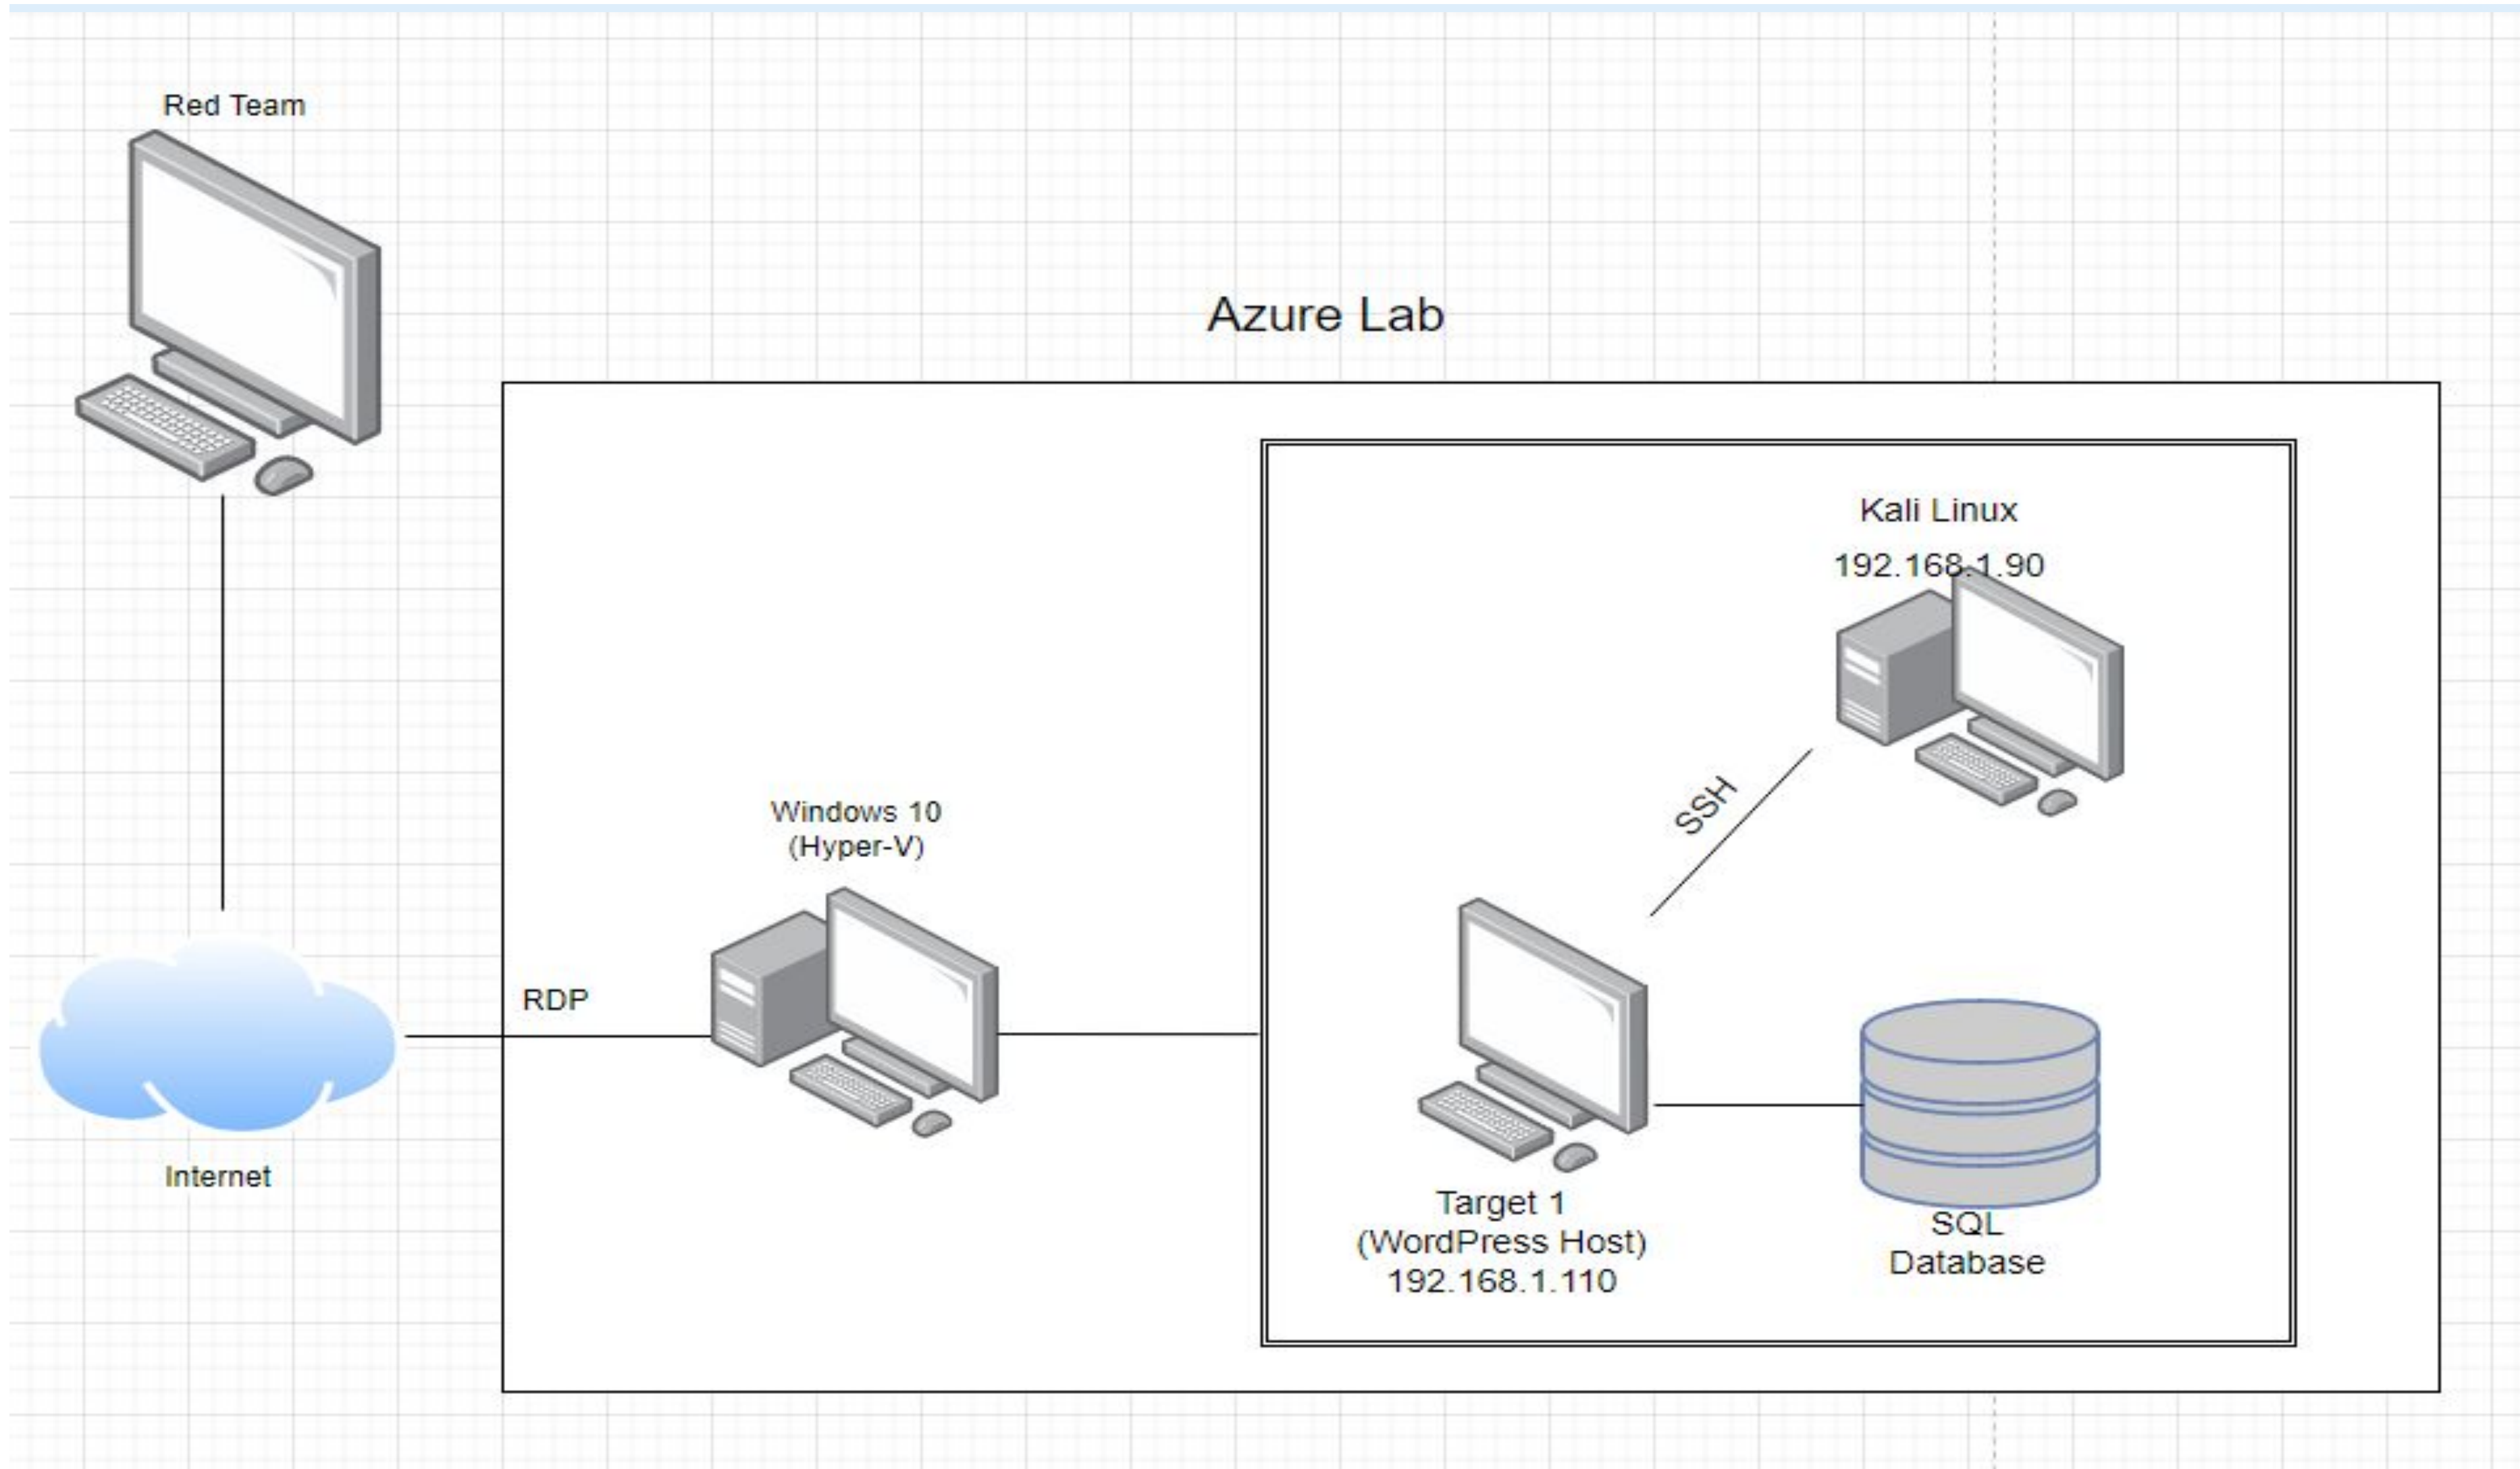 Red Team
Azure Lab
Kali Linux
192.168.1.90
SSH
Windows 10
(Hyper-V)
RDP
Internet
Target 1
(WordPress Host)
192.168.1.110
SQL
Database